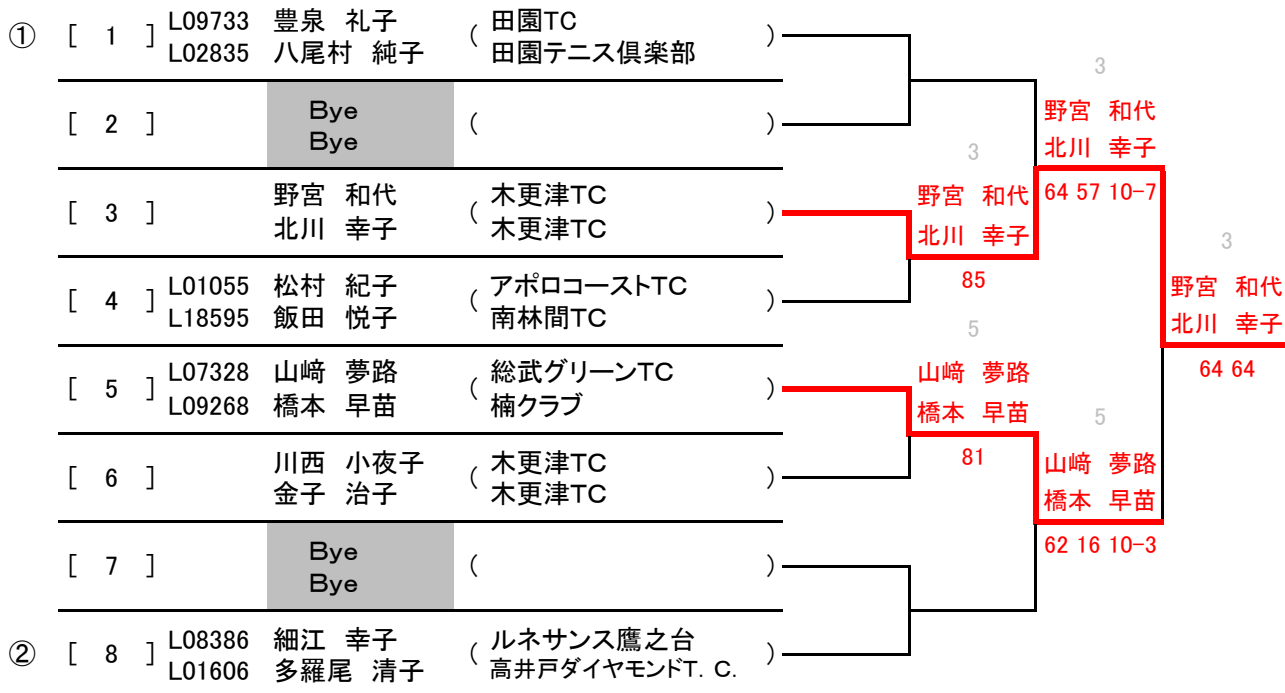 ① [ 1 ] L09733 豊泉 礼子 ( 田園TC )
L02835 八尾村 純子 田園テニス倶楽部
[ 2 ] Bye ( )
Bye
[ 3 ] 野宮 和代 ( 木更津TC )
北川 幸子 木更津TC
[ 4 ] L01055 松村 紀子 ( アポロコーストTC )
L18595 飯田 悦子 南林間TC
[ 5 ] L07328 山﨑 夢路 ( 総武グリーンTC )
L09268 橋本 早苗 楠クラブ
[ 6 ] 川西 小夜子 ( 木更津TC )
金子 治子 木更津TC
[ 7 ] Bye ( )
Bye
② [ 8 ] L08386 細江 幸子 ( ルネサンス鷹之台 )
L01606 多羅尾 清子 高井戸ダイヤモンドT. C.
3
野宮 和代
北川 幸子
85
5
山﨑 夢路
橋本 早苗
81
3
野宮 和代
北川 幸子
64 57 10-7
5
山﨑 夢路
橋本 早苗
62 16 10-3
3
野宮 和代
北川 幸子
64 64